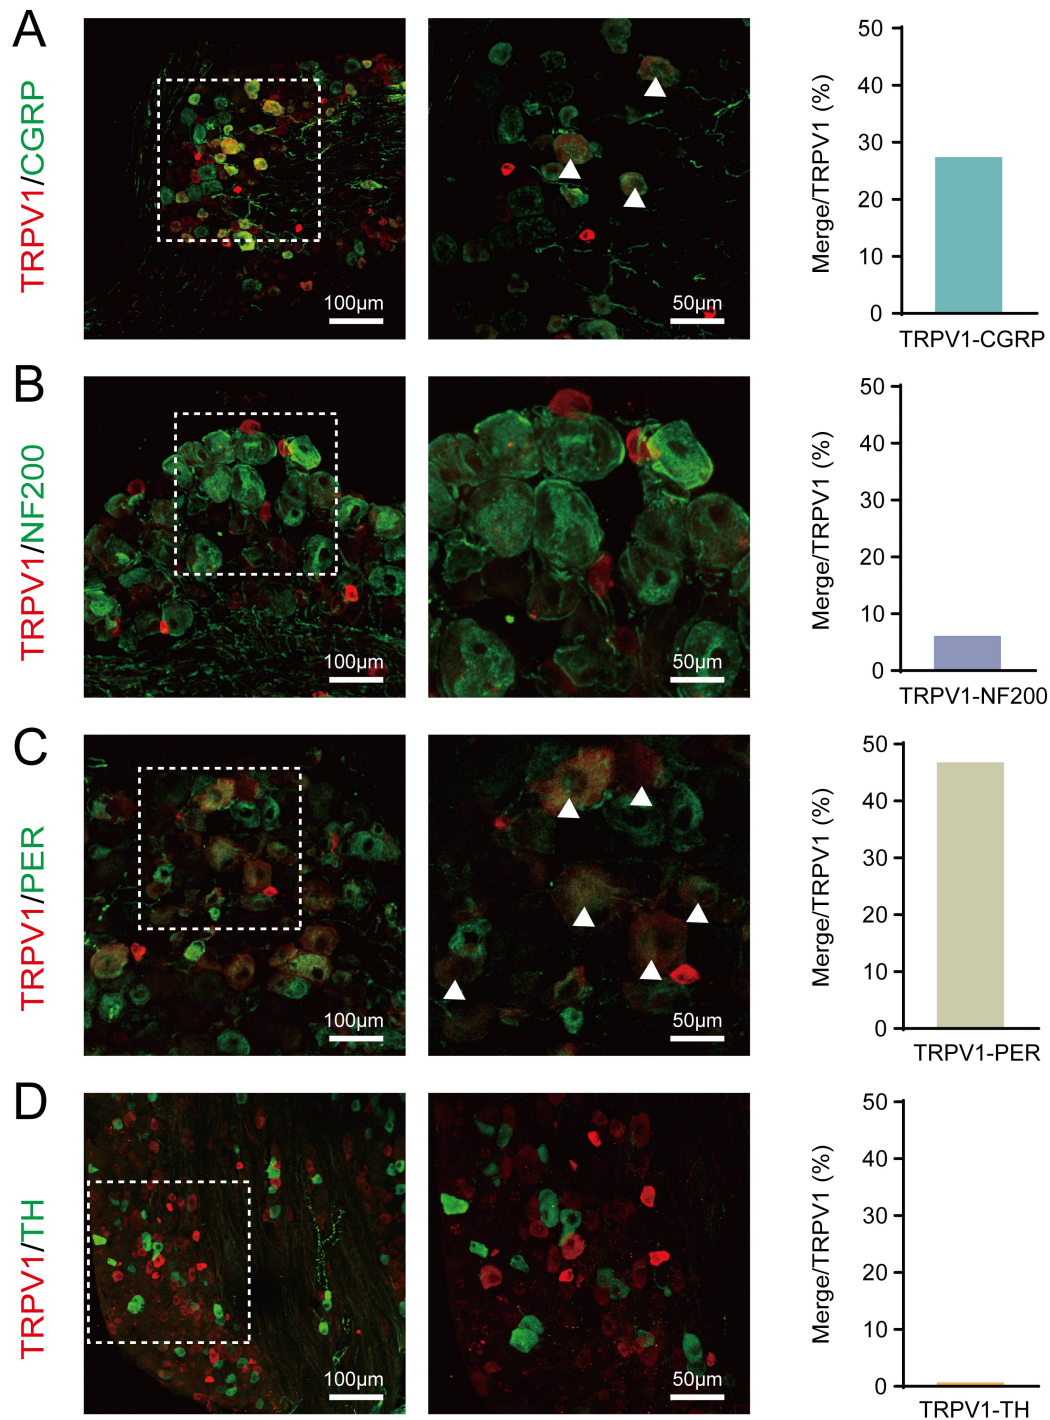 A
TRPV1/CGRP
100µm
50µm
Merge/TRPV1 (%)
50
40
30
20
10
0
TRPV1-CGRP
B
TRPV1/NF200
100µm
50µm
Merge/TRPV1 (%)
50
40
30
20
10
0
TRPV1-NF200
C
TRPV1/PER
100µm
50µm
Merge/TRPV1 (%)
50
40
30
20
10
0
TRPV1-PER
D
TRPV1/TH
100µm
50µm
Merge/TRPV1 (%)
50
40
30
20
10
0
TRPV1-TH